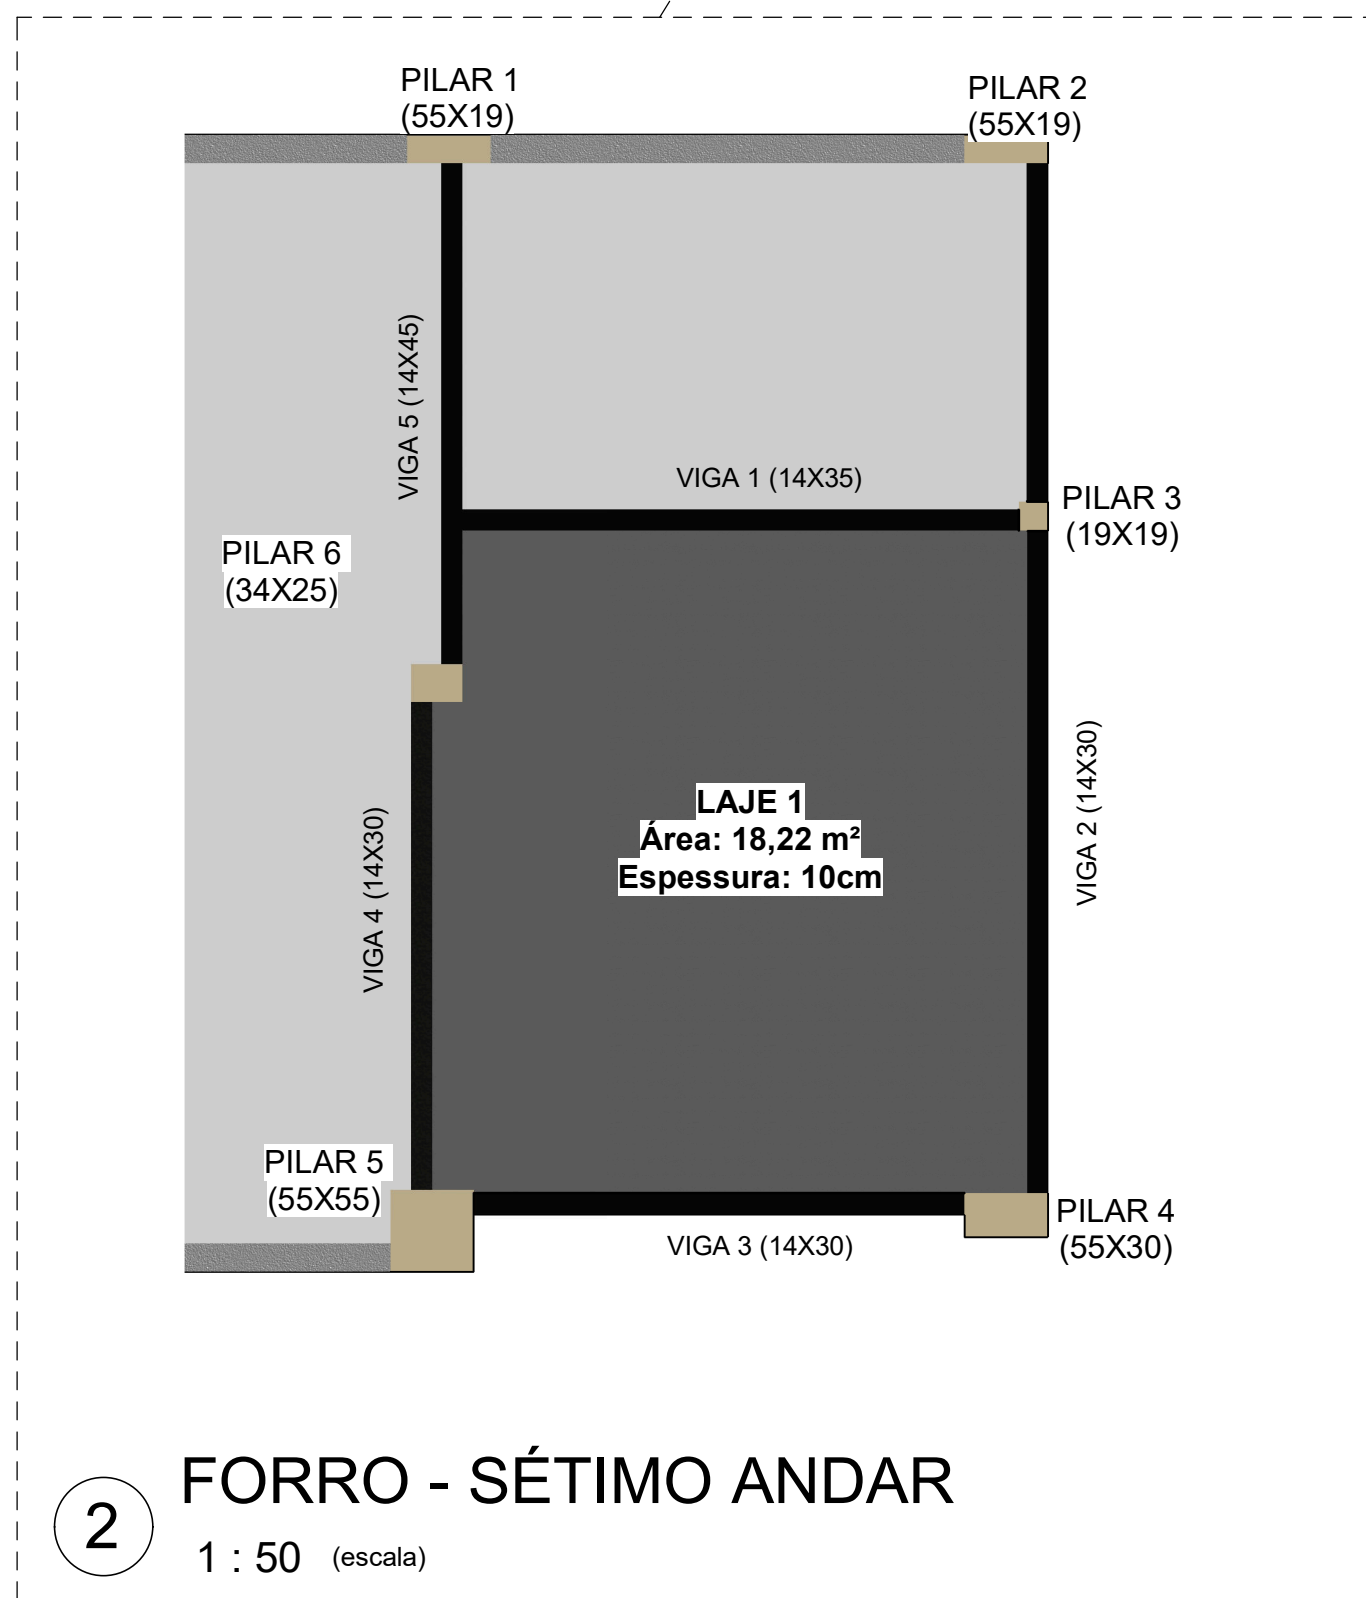 PILAR 1
(55X19)
PILAR 2
(55X19)
VIGA 5 (14X45)
VIGA 1 (14X35)
PILAR 3
(19X19)
PILAR 6
(34X25)
LAJE 1
Área: 18,22 m²
Espessura: 10cm
VIGA 2 (14X30)
VIGA 4 (14X30)
PILAR 5
(55X55)
PILAR 4
(55X30)
VIGA 3 (14X30)
2
FORRO - SÉTIMO ANDAR
1 : 50 (escala)